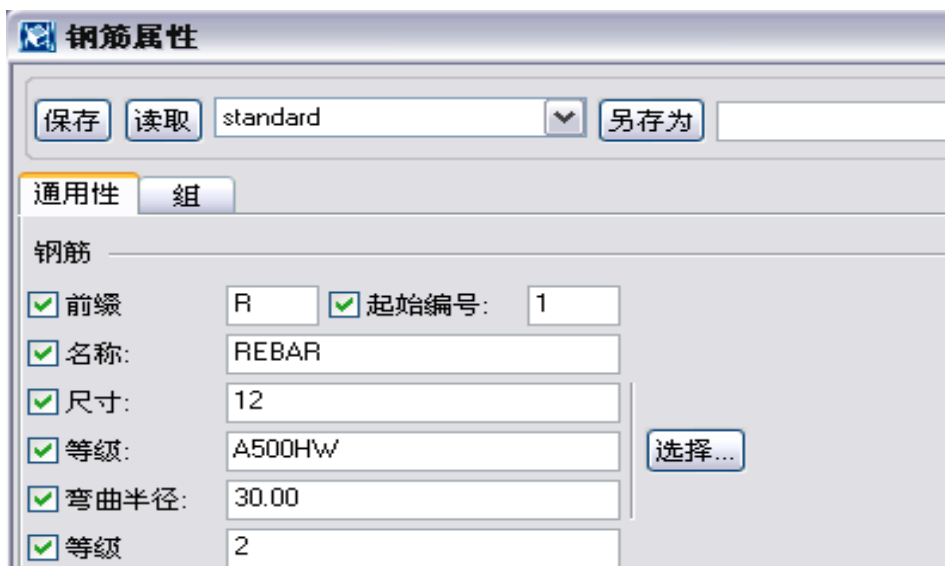 钢筋属性
保存 读取 standard 另存为
通用性 组
钢筋
前缀 R 起始编号: 1
名称: REBAR
尺寸: 12
等级: A500HW 选择...
弯曲半径: 30.00
等级 2